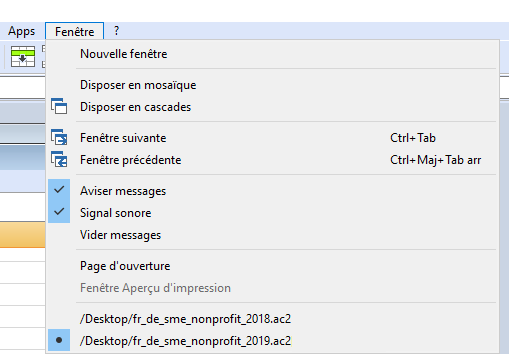 Apps Fenêtre ?
Nouvelle fenêtre
Disposer en mosaïque
Disposer en cascades
Fenêtre suivante Ctrl+Tab
Fenêtre précédente Ctrl+Maj+Tab arr
Aviser messages
Signal sonore
Vider messages
Page d'ouverture
Fenêtre Aperçu d'impression
/Desktop/fr_de_sme_nonprofit_2018.ac2
/Desktop/fr_de_sme_nonprofit_2019.ac2